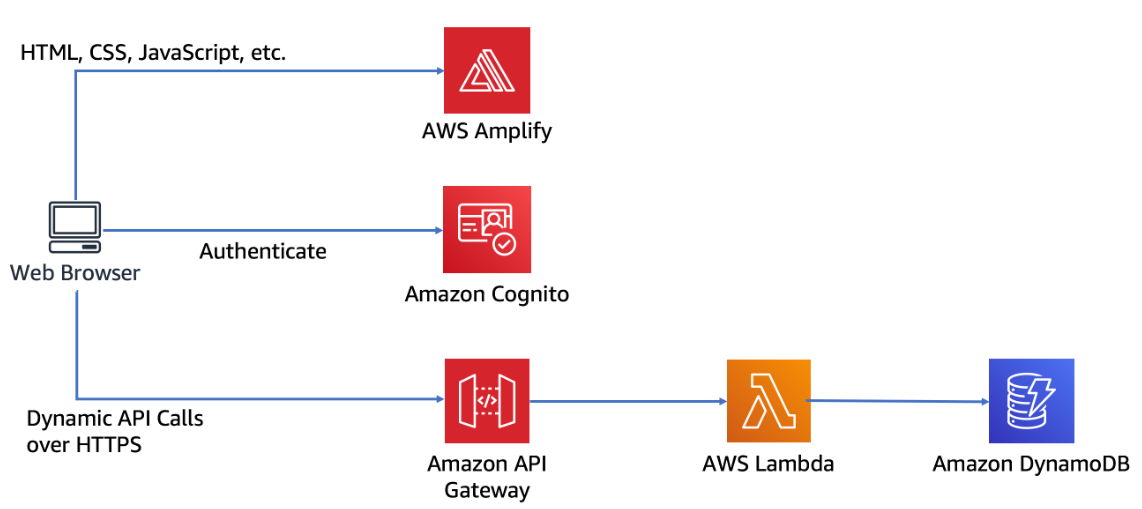 HTML, CSS, JavaScript, etc.
AWS Amplify
Web Browser
Authenticate
Amazon Cognito
Dynamic API Calls
over HTTPS
</>
Amazon API
Gateway
AWS Lambda
Amazon DynamoDB